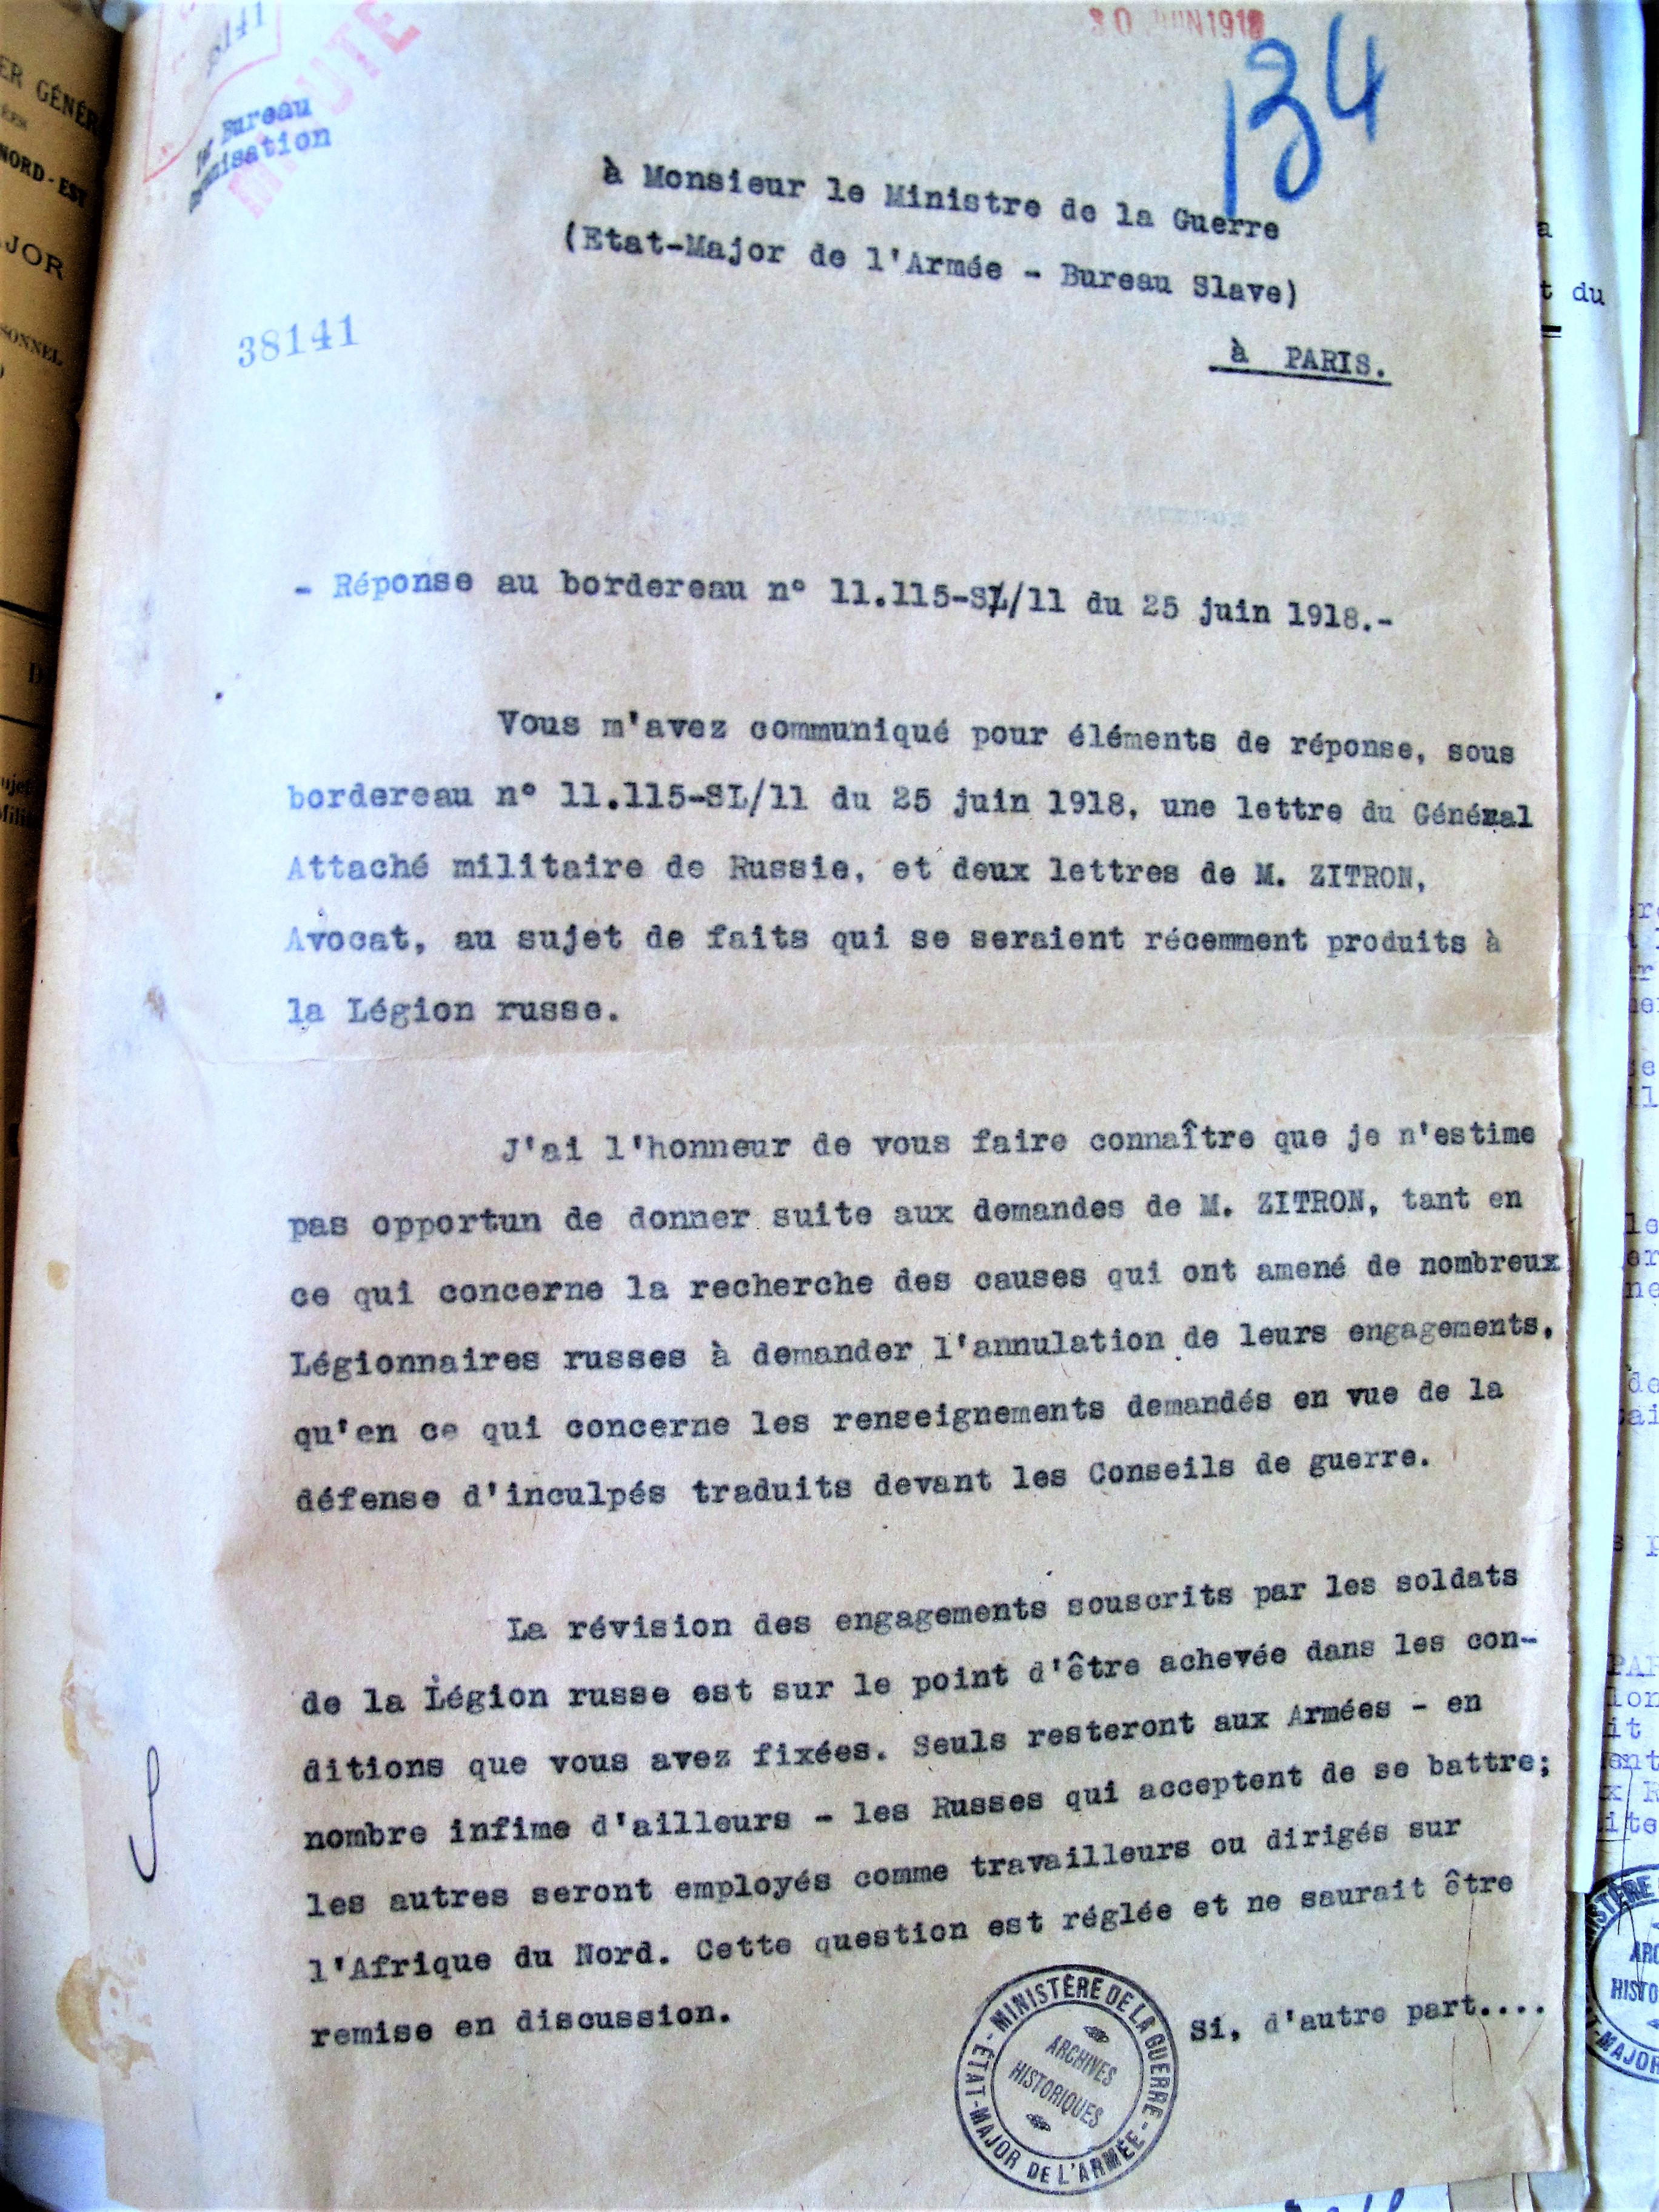 30 JUIN 1918
134
MINUTE
1er Bureau
Organisation
à Monsieur le Ministre de la Guerre
(Etat-Major de l'Armée - Bureau Slave)
à PARIS.
38141
- Réponse au bordereau n° 11.115-SL/11 du 25 juin 1918.-
Vous m'avez communiqué pour éléments de réponse, sous
bordereau n° 11.115-SL/11 du 25 juin 1918, une lettre du Général
Attaché militaire de Russie, et deux lettres de M. ZITRON,
Avocat, au sujet de faits qui se seraient récemment produits à
la Légion russe.
J'ai l'honneur de vous faire connaître que je n'estime
pas opportun de donner suite aux demandes de M. ZITRON, tant en
ce qui concerne la recherche des causes qui ont amené de nombreux
Légionnaires russes à demander l'annulation de leurs engagements,
qu'en ce qui concerne les renseignements demandés en vue de la
défense d'inculpés traduits devant les Conseils de guerre.
La révision des engagements souscrits par les soldats
de la Légion russe est sur le point d'être achevée dans les con-
ditions que vous avez fixées. Seuls resteront aux Armées - en
nombre infime d'ailleurs - les Russes qui acceptent de se battre;
les autres seront employés comme travailleurs ou dirigés sur
l'Afrique du Nord. Cette question est réglée et ne saurait être
remise en discussion.
Si, d'autre part....
MINISTÈRE DE LA GUERRE - ÉTAT-MAJOR DE L'ARMÉE -
ARCHIVES
HISTORIQUES
NORD-EST
t du